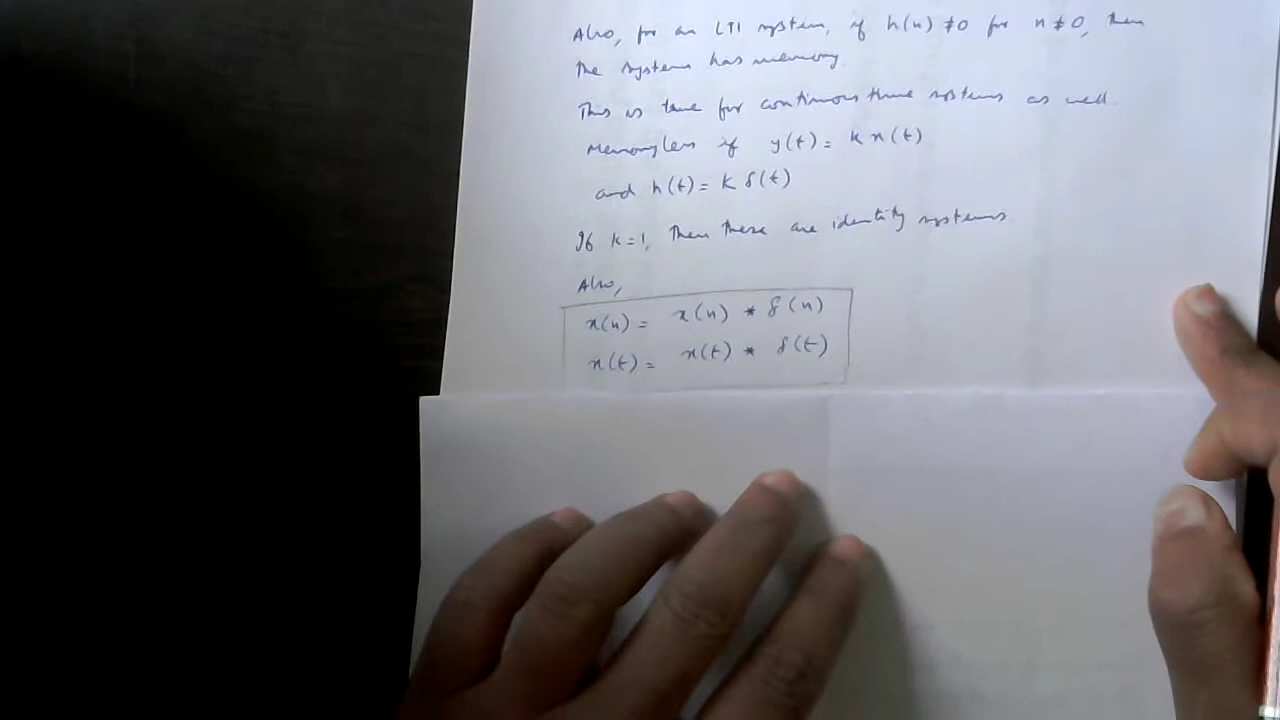 Also, for an LTI system, if h(n) ≠ 0 for n ≠ 0, then
the systems has memory.
This is true for continuous time systems as well.
Memoryless if y(t) = k x(t)
and h(t) = k δ(t)
If k=1, then these are identity systems
Also,
x(n) = x(n) * δ(n)
x(t) = x(t) * δ(t)